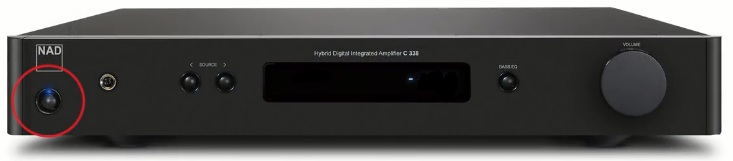 NAD
SOURCE
Hybrid Digital Integrated Amplifier C 338
BASS EQ
VOLUME